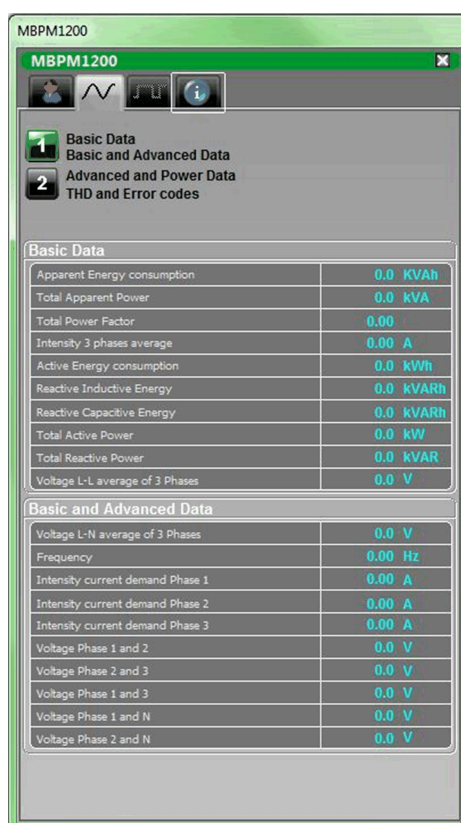 MBPM1200
MBPM1200
1 Basic Data
Basic and Advanced Data
2 Advanced and Power Data
THD and Error codes
Basic Data
Apparent Energy consumption 0.0 KVAh
Total Apparent Power 0.0 kVA
Total Power Factor 0.00
Intensity 3 phases average 0.00 A
Active Energy consumption 0.0 kWh
Reactive Inductive Energy 0.0 kVARh
Reactive Capacitive Energy 0.0 kVARh
Total Active Power 0.0 kW
Total Reactive Power 0.0 kVAR
Voltage L-L average of 3 Phases 0.0 V
Basic and Advanced Data
Voltage L-N average of 3 Phases 0.0 V
Frequency 0.00 Hz
Intensity current demand Phase 1 0.00 A
Intensity current demand Phase 2 0.00 A
Intensity current demand Phase 3 0.00 A
Voltage Phase 1 and 2 0.0 V
Voltage Phase 2 and 3 0.0 V
Voltage Phase 1 and 3 0.0 V
Voltage Phase 1 and N 0.0 V
Voltage Phase 2 and N 0.0 V